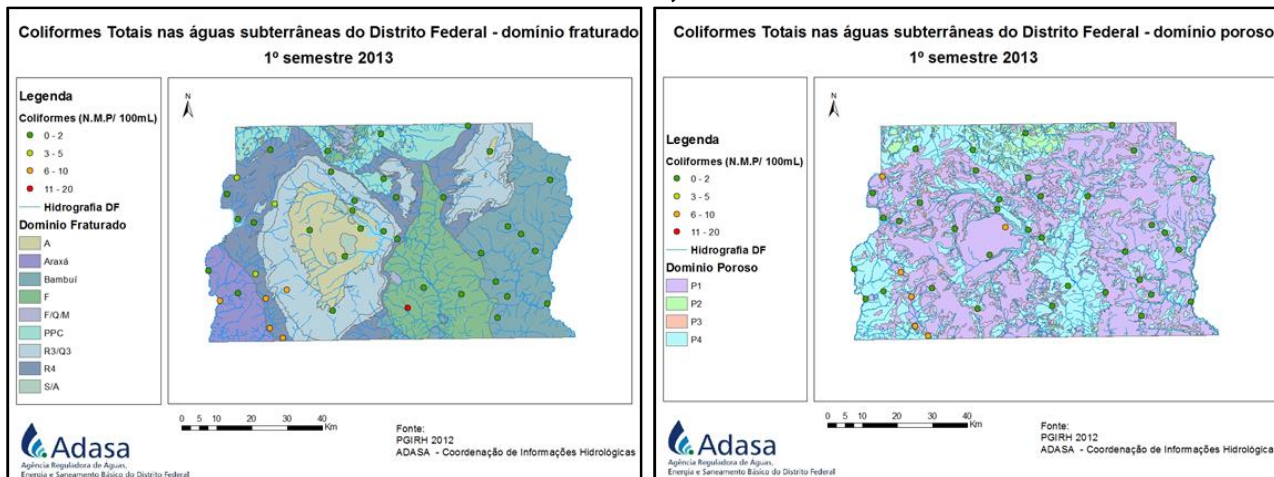 Coliformes Totais nas águas subterrâneas do Distrito Federal - domínio fraturado
1º semestre 2013
Legenda
Coliformes (N.M.P/ 100mL)
0 - 2
3 - 5
6 - 10
11 - 20
Hidrografia DF
Dominio Fraturado
A
Araxá
Bambuí
F
F/Q/M
PPC
R3/Q3
R4
S/A
N
0 5 10 20 30 40
Km
Adasa
Agência Reguladora de Águas,
Energia e Saneamento Básico do Distrito Federal
Fonte:
PGIRH 2012
ADASA - Coordenação de Informações Hidrológicas
Coliformes Totais nas águas subterrâneas do Distrito Federal - domínio poroso
1º semestre 2013
Legenda
Coliformes (N.M.P/ 100mL)
0 - 2
3 - 5
6 - 10
11 - 20
Hidrografia DF
Dominio Poroso
P1
P2
P3
P4
N
0 5 10 20 30 40
Km
Adasa
Agência Reguladora de Águas,
Energia e Saneamento Básico do Distrito Federal
Fonte:
PGIRH 2012
ADASA - Coordenação de Informações Hidrológicas